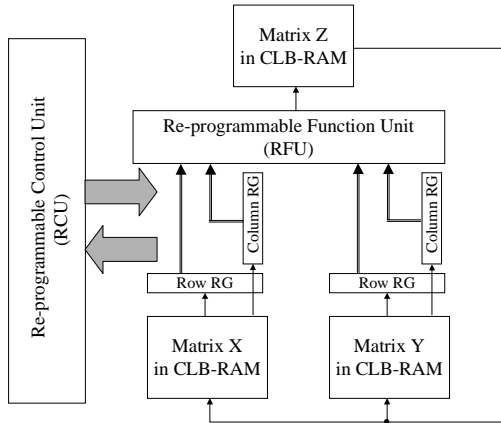 Matrix Z
in CLB-RAM
Re-programmable Function Unit
(RFU)
Re-programmable Control Unit
(RCU)
Column RG
Column RG
Row RG
Row RG
Matrix X
in CLB-RAM
Matrix Y
in CLB-RAM